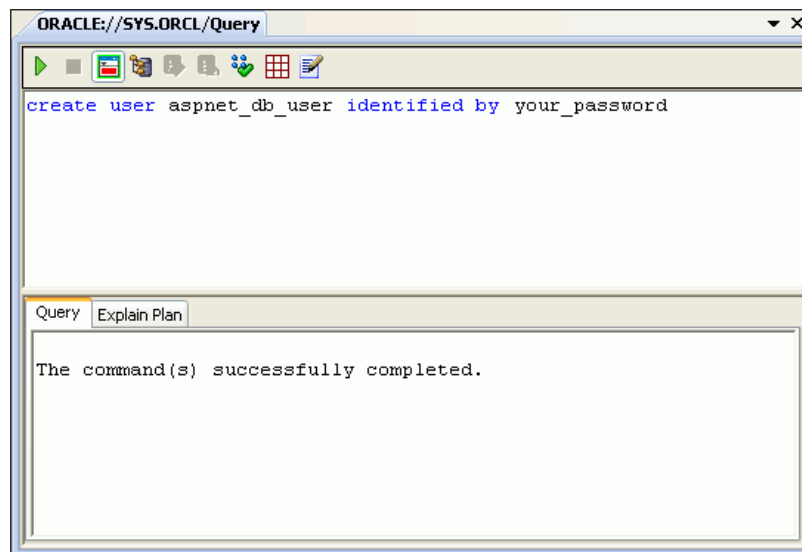 ORACLE://SYS.ORCL/Query
create user aspnet_db_user identified by your_password
Query
Explain Plan
The command(s) successfully completed.